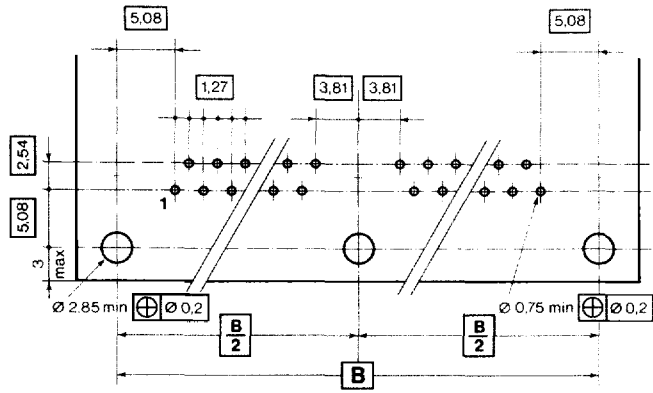 5,08
5,08
1,27
3,81
3,81
2,54
5,08
1
3
max
Ø 2,85 min
Ø 0,2
Ø 0,75 min
Ø 0,2
B
2
B
2
B